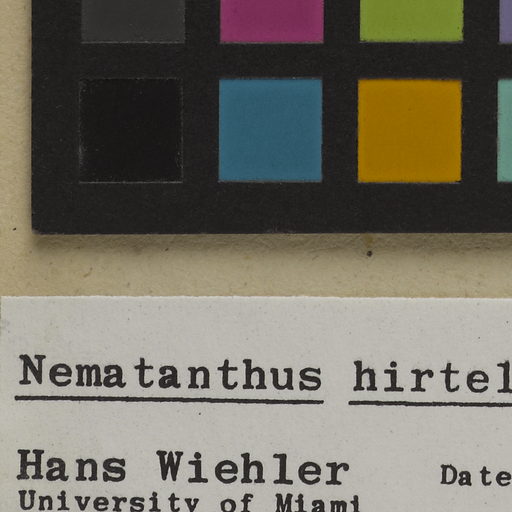 Nematanthus hirtel
Hans Wiehler Date
University of Miami